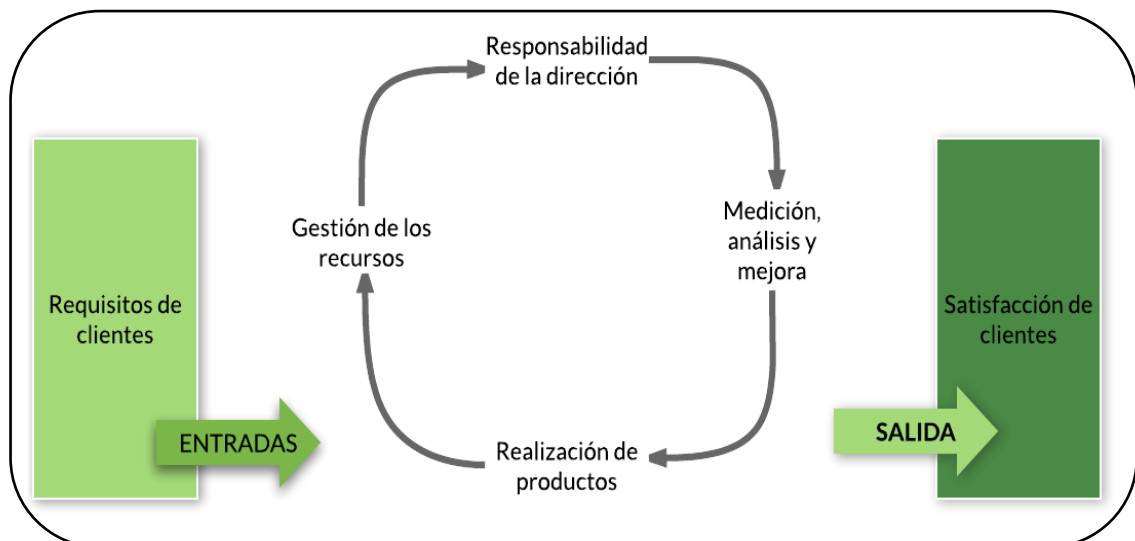 Responsabilidad
de la dirección
Requisitos de
clientes
ENTRADAS
Gestión de los
recursos
Medición,
análisis y
mejora
Realización de
productos
Satisfacción de
clientes
SALIDA